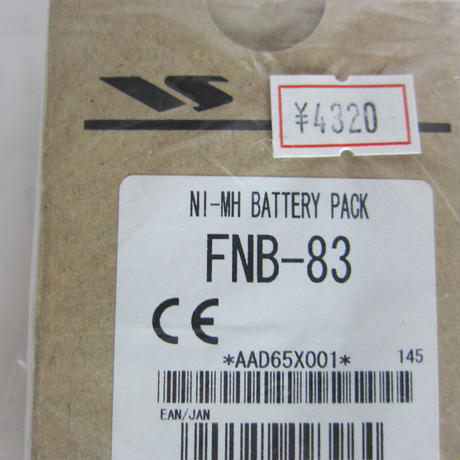 ¥4320
NI-MH BATTERY PACK
FNB-83
CE
*AAD65X001*
145
EAN/JAN